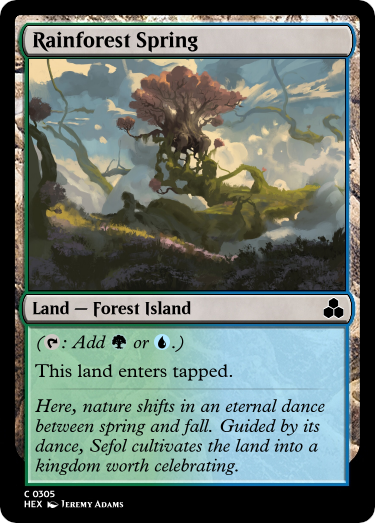 Rainforest Spring
Land — Forest Island
(: Add or .)
This land enters tapped.
Here, nature shifts in an eternal dance
between spring and fall. Guided by its
dance, Sefol cultivates the land into a
kingdom worth celebrating.
C 0305
HEX Jeremy Adams